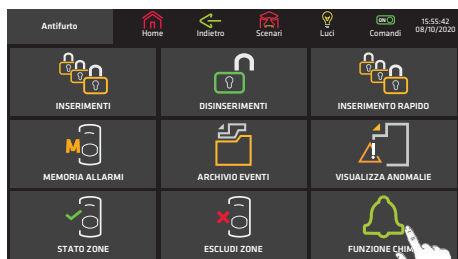 Antifurto
Home
Indietro
Scenari
Luci
ON
Comandi
15:55:42
08/10/2020
INSERIMENTI
DISINSERIMENTI
INSERIMENTO RAPIDO
M
MEMORIA ALLARMI
ARCHIVIO EVENTI
VISUALIZZA ANOMALIE
STATO ZONE
ESCLUDI ZONE
FUNZIONE CHIM